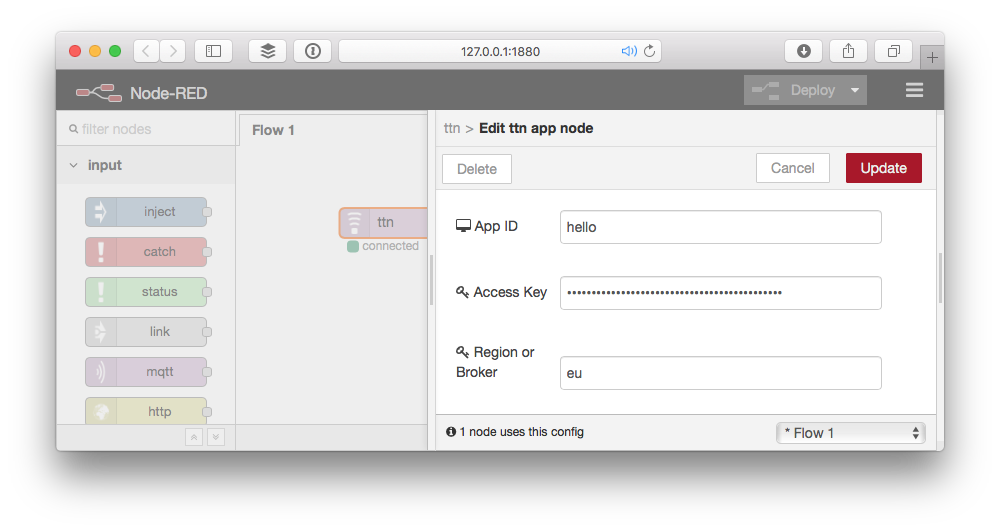 127.0.0.1:1880
Node-RED
Deploy
filter nodes
Flow 1
ttn > Edit ttn app node
input
Delete
Cancel
Update
inject
catch
status
link
mqtt
http
ttn
connected
App ID
hello
Access Key
••••••••••••••••••••••••••••••••••••••••••••
Region or
Broker
eu
1 node uses this config
* Flow 1